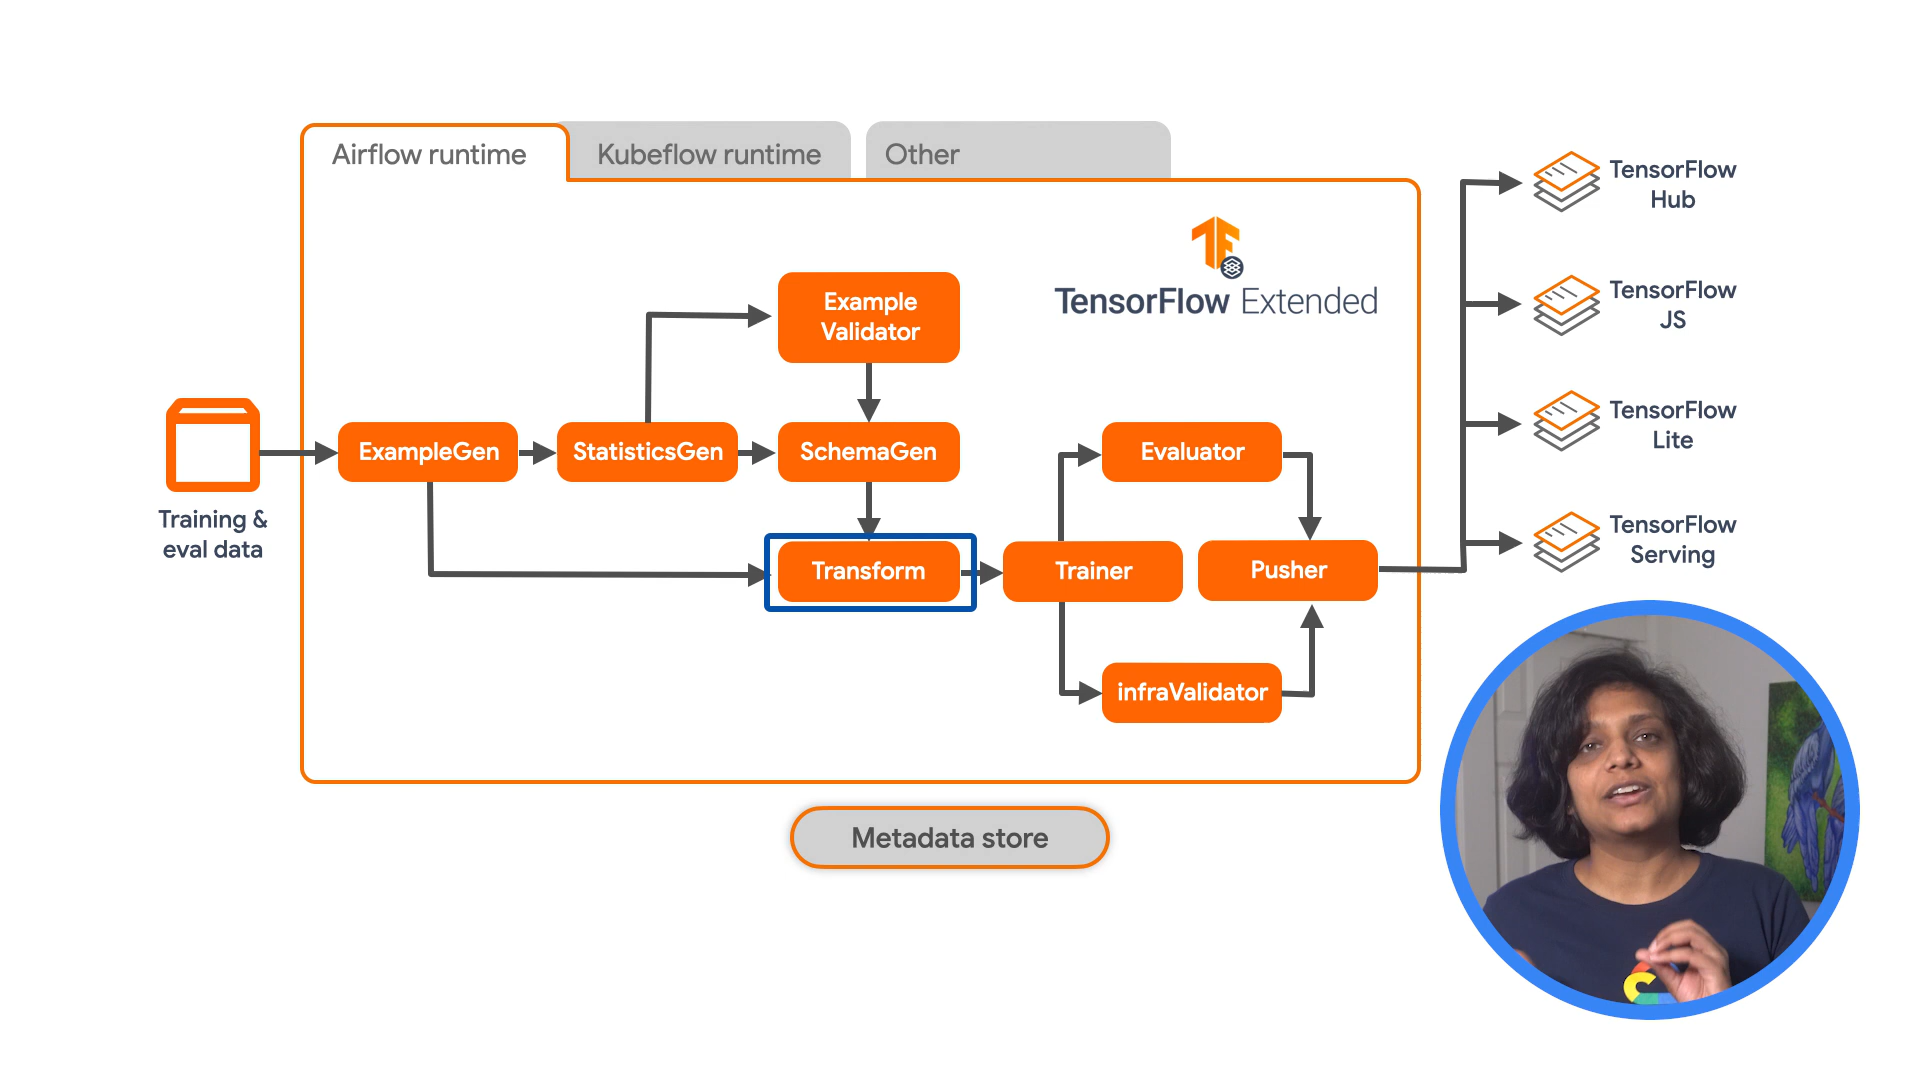 Airflow runtime
Kubeflow runtime
Other
TensorFlow Extended
Example
Validator
ExampleGen
StatisticsGen
SchemaGen
Evaluator
Training &
eval data
Transform
Trainer
Pusher
infraValidator
Metadata store
TensorFlow
Hub
TensorFlow
JS
TensorFlow
Lite
TensorFlow
Serving